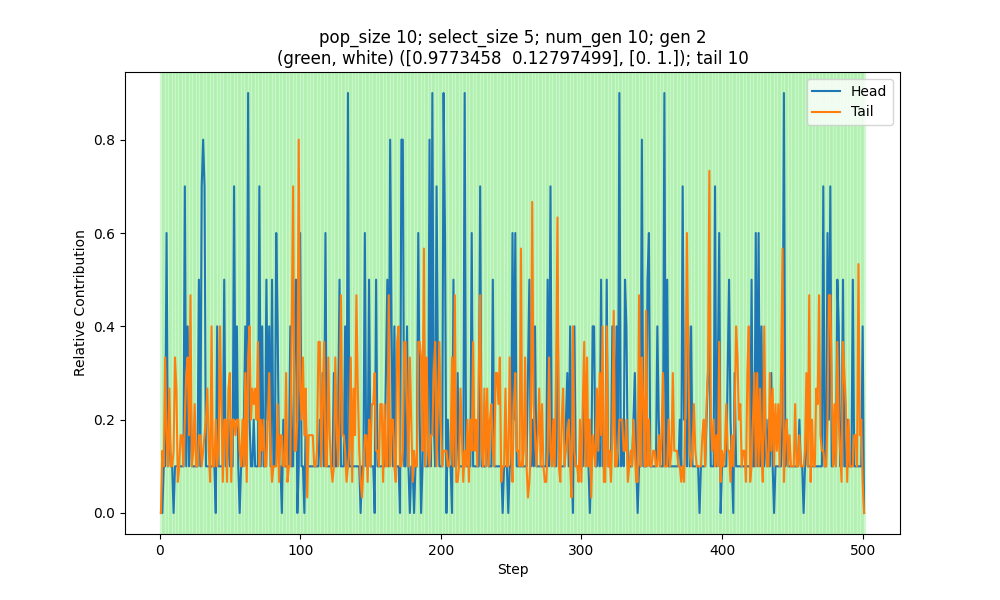 pop_size 10; select_size 5; num_gen 10; gen 2
(green, white) ([0.9773458  0.12797499], [0. 1.]); tail 10
Head
Tail
0.8
0.6
0.4
0.2
0.0
Relative Contribution
0 100 200 300 400 500
Step